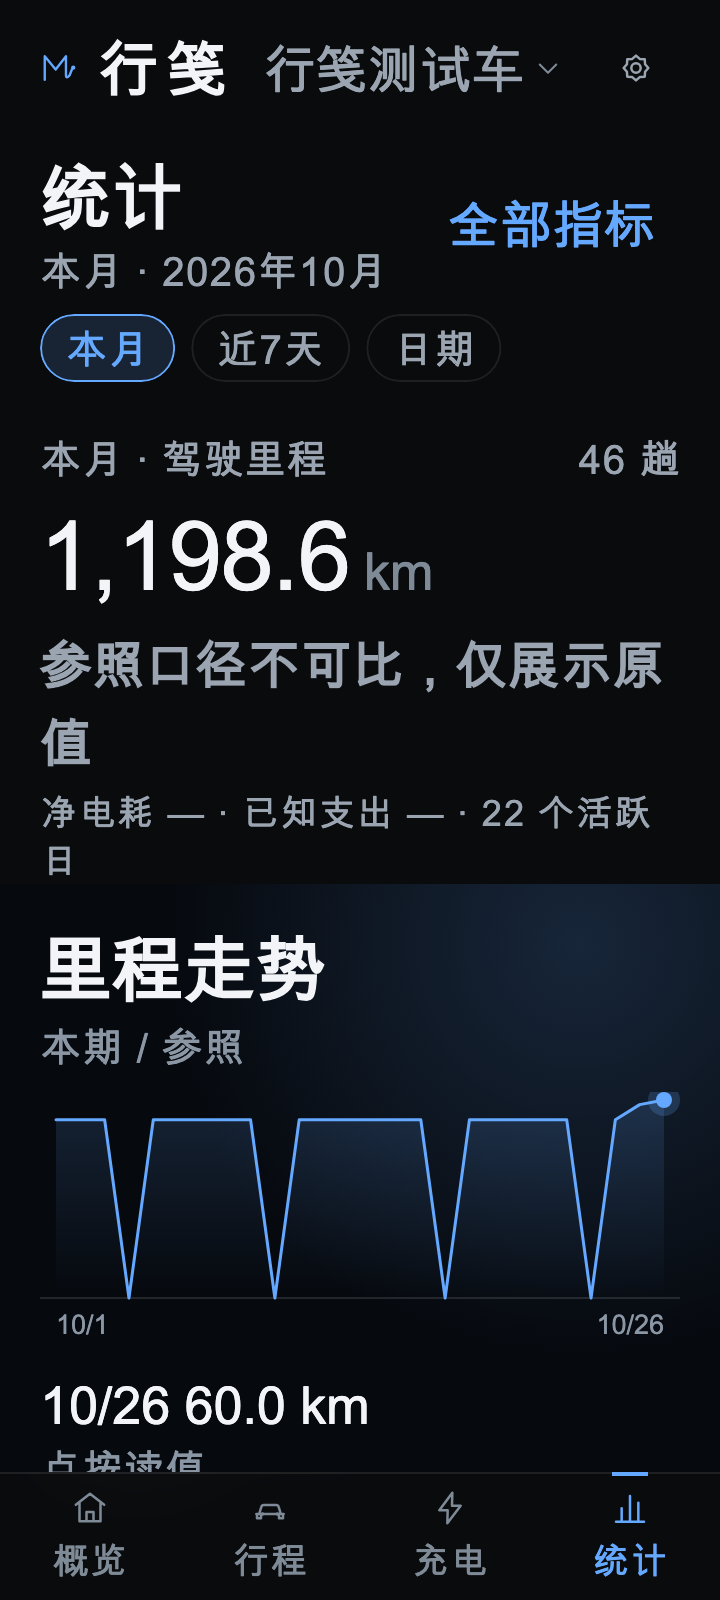 行笺 行笺测试车
统计
全部指标
本月 · 2026年10月
本月 近7天 日期
本月 · 驾驶里程 46 趟
1,198.6 km
参照口径不可比，仅展示原
值
净电耗 — · 已知支出 — · 22 个活跃
日
里程走势
本期 / 参照
10/1 10/26
10/26 60.0 km
点按读值
概览 行程 充电 统计